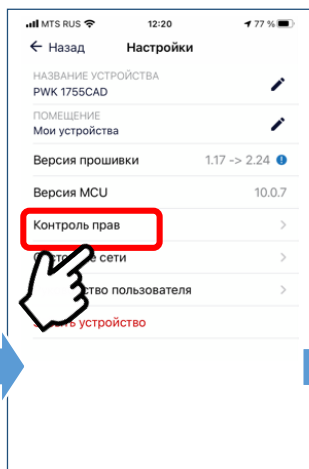 MTS RUS 12:20 77 %
Назад Настройки
НАЗВАНИЕ УСТРОЙСТВА
PWK 1755CAD
ПОМЕЩЕНИЕ
Мои устройства
Версия прошивки 1.17 -> 2.24
Версия MCU 10.0.7
Контроль прав
сети
пользователя
устройство